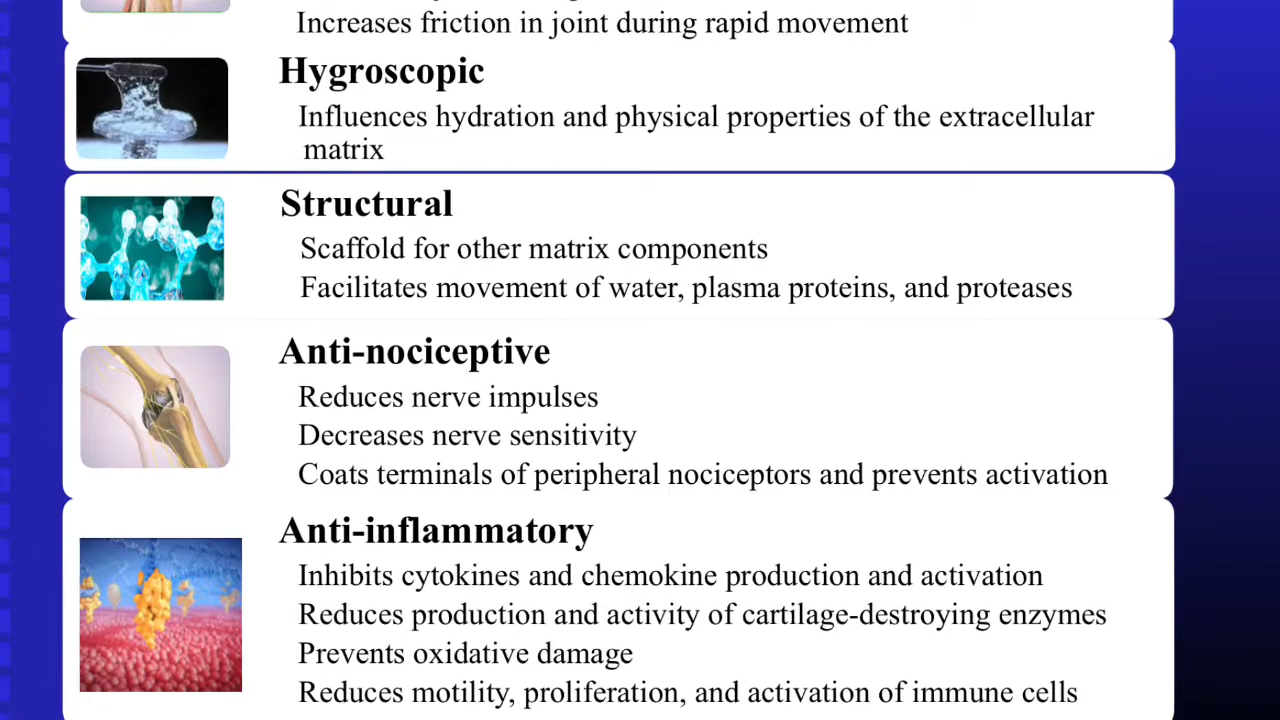 Increases friction in joint during rapid movement
Hygroscopic
Influences hydration and physical properties of the extracellular
matrix
Structural
Scaffold for other matrix components
Facilitates movement of water, plasma proteins, and proteases
Anti-nociceptive
Reduces nerve impulses
Decreases nerve sensitivity
Coats terminals of peripheral nociceptors and prevents activation
Anti-inflammatory
Inhibits cytokines and chemokine production and activation
Reduces production and activity of cartilage-destroying enzymes
Prevents oxidative damage
Reduces motility, proliferation, and activation of immune cells